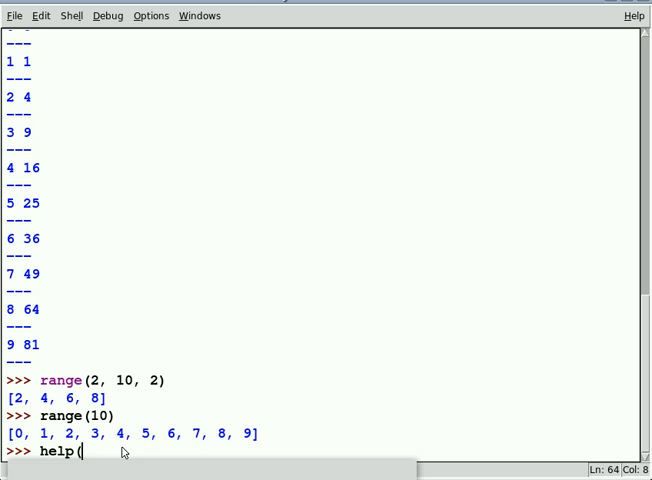 File Edit Shell Debug Options Windows Help
---
1 1
---
2 4
---
3 9
---
4 16
---
5 25
---
6 36
---
7 49
---
8 64
---
9 81
---
>>> range(2, 10, 2)
[2, 4, 6, 8]
>>> range(10)
[0, 1, 2, 3, 4, 5, 6, 7, 8, 9]
>>> help(
Ln: 64 Col: 8